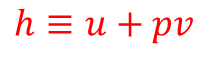 h ≡ u + pv